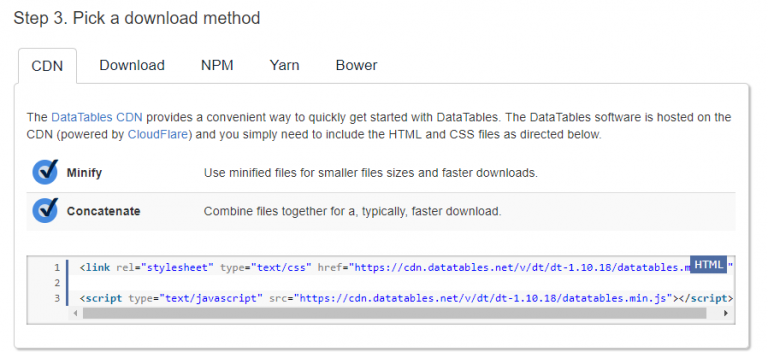 Step 3. Pick a download method
CDN Download NPM Yarn Bower
The DataTables CDN provides a convenient way to quickly get started with DataTables. The DataTables software is hosted on the
CDN (powered by CloudFlare) and you simply need to include the HTML and CSS files as directed below.
Minify Use minified files for smaller files sizes and faster downloads.
Concatenate Combine files together for a, typically, faster download.
HTML
1 <link rel="stylesheet" type="text/css" href="https://cdn.datatables.net/v/dt/dt-1.10.18/datatables.m "
2
3 <script type="text/javascript" src="https://cdn.datatables.net/v/dt/dt-1.10.18/datatables.min.js"></script>